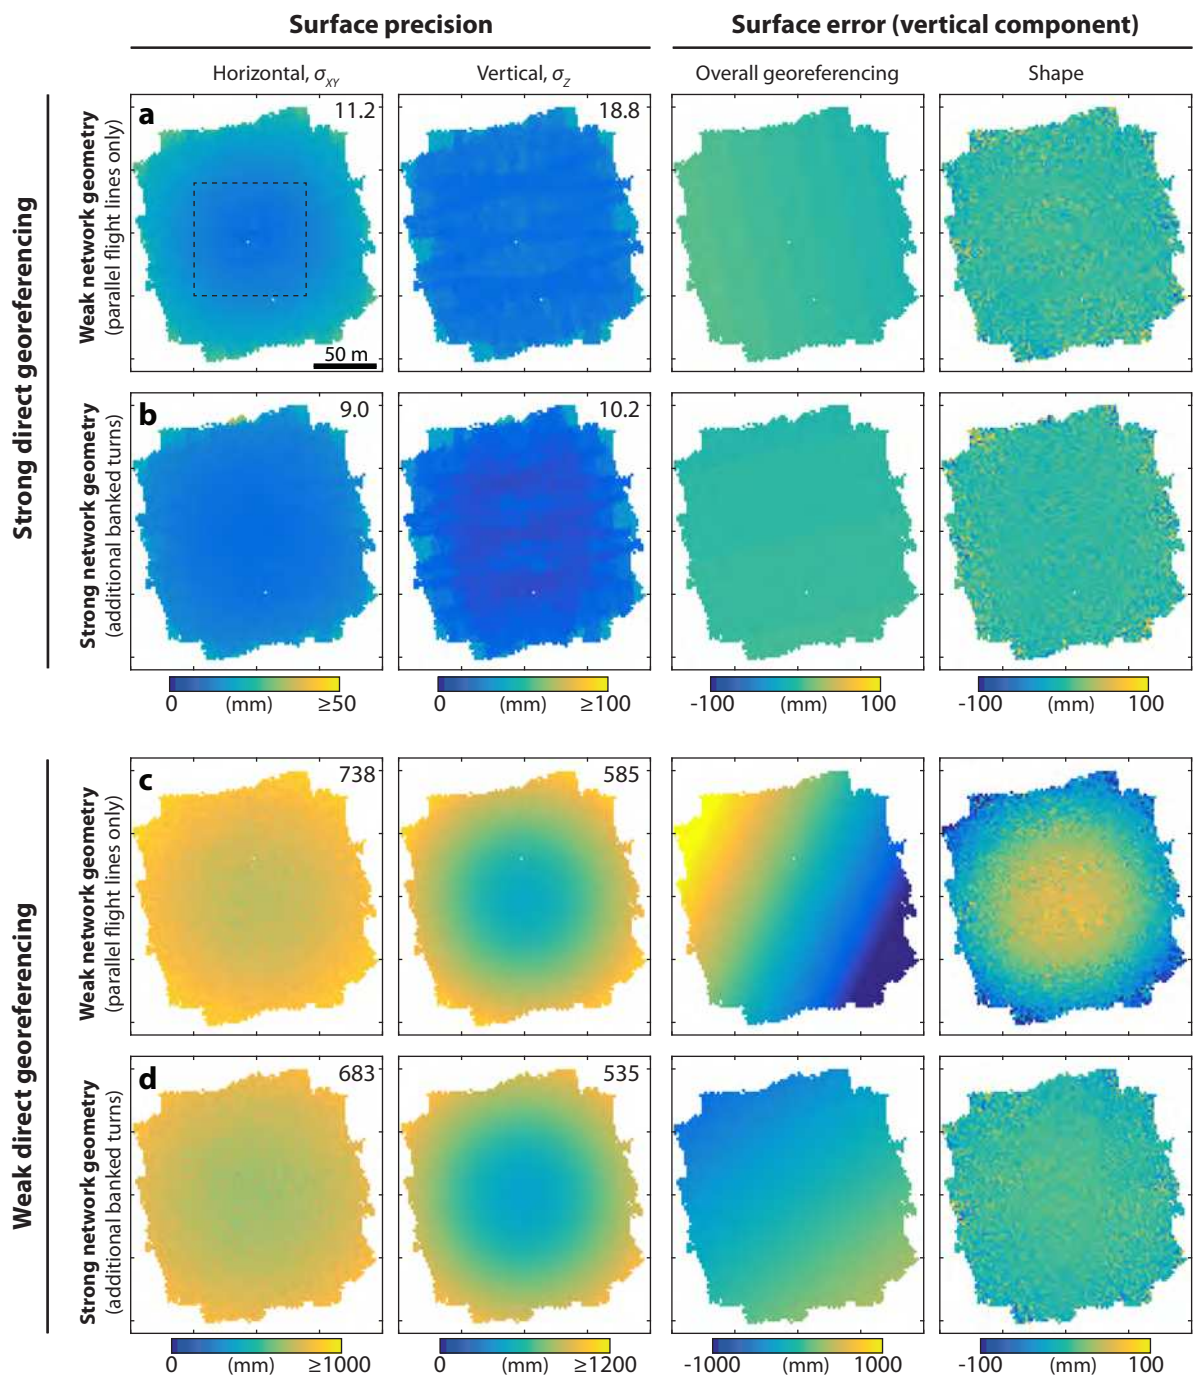 Surface precision
Surface error (vertical component)
Horizontal, σXY
Vertical, σZ
Overall georeferencing
Shape
Strong direct georeferencing
Weak network geometry
(parallel flight lines only)
a
11.2
18.8
50 m
Strong network geometry
(additional banked turns)
b
9.0
10.2
0 (mm) ≥50
0 (mm) ≥100
-100 (mm) 100
-100 (mm) 100
Weak direct georeferencing
Weak network geometry
(parallel flight lines only)
c
738
585
Strong network geometry
(additional banked turns)
d
683
535
0 (mm) ≥1000
0 (mm) ≥1200
-1000 (mm) 1000
-100 (mm) 100